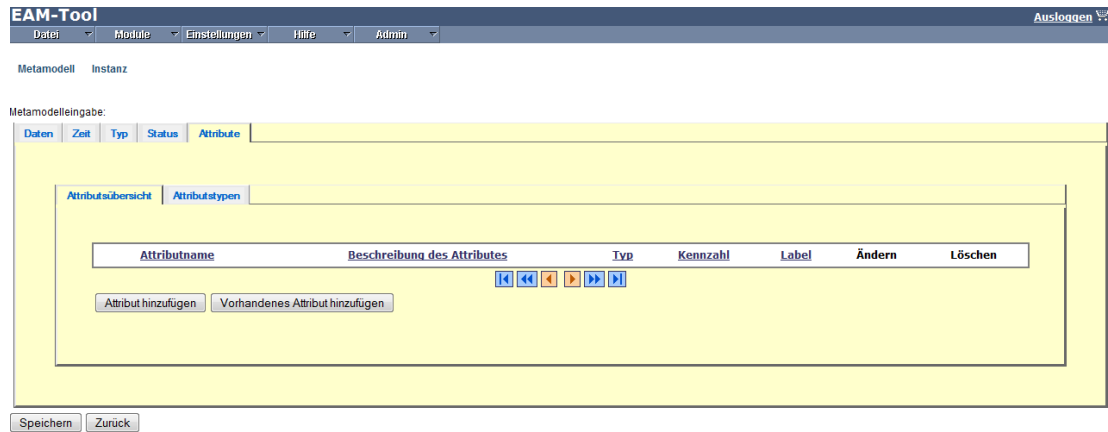 EAM-Tool Ausloggen
Datei Module Einstellungen Hilfe Admin
Metamodell Instanz
Metamodelleingabe:
Daten Zeit Typ Status Attribute
Attributsübersicht Attributstypen
Attributname Beschreibung des Attributes Typ Kennzahl Label Ändern Löschen
Attribut hinzufügen Vorhandenes Attribut hinzufügen
Speichern Zurück